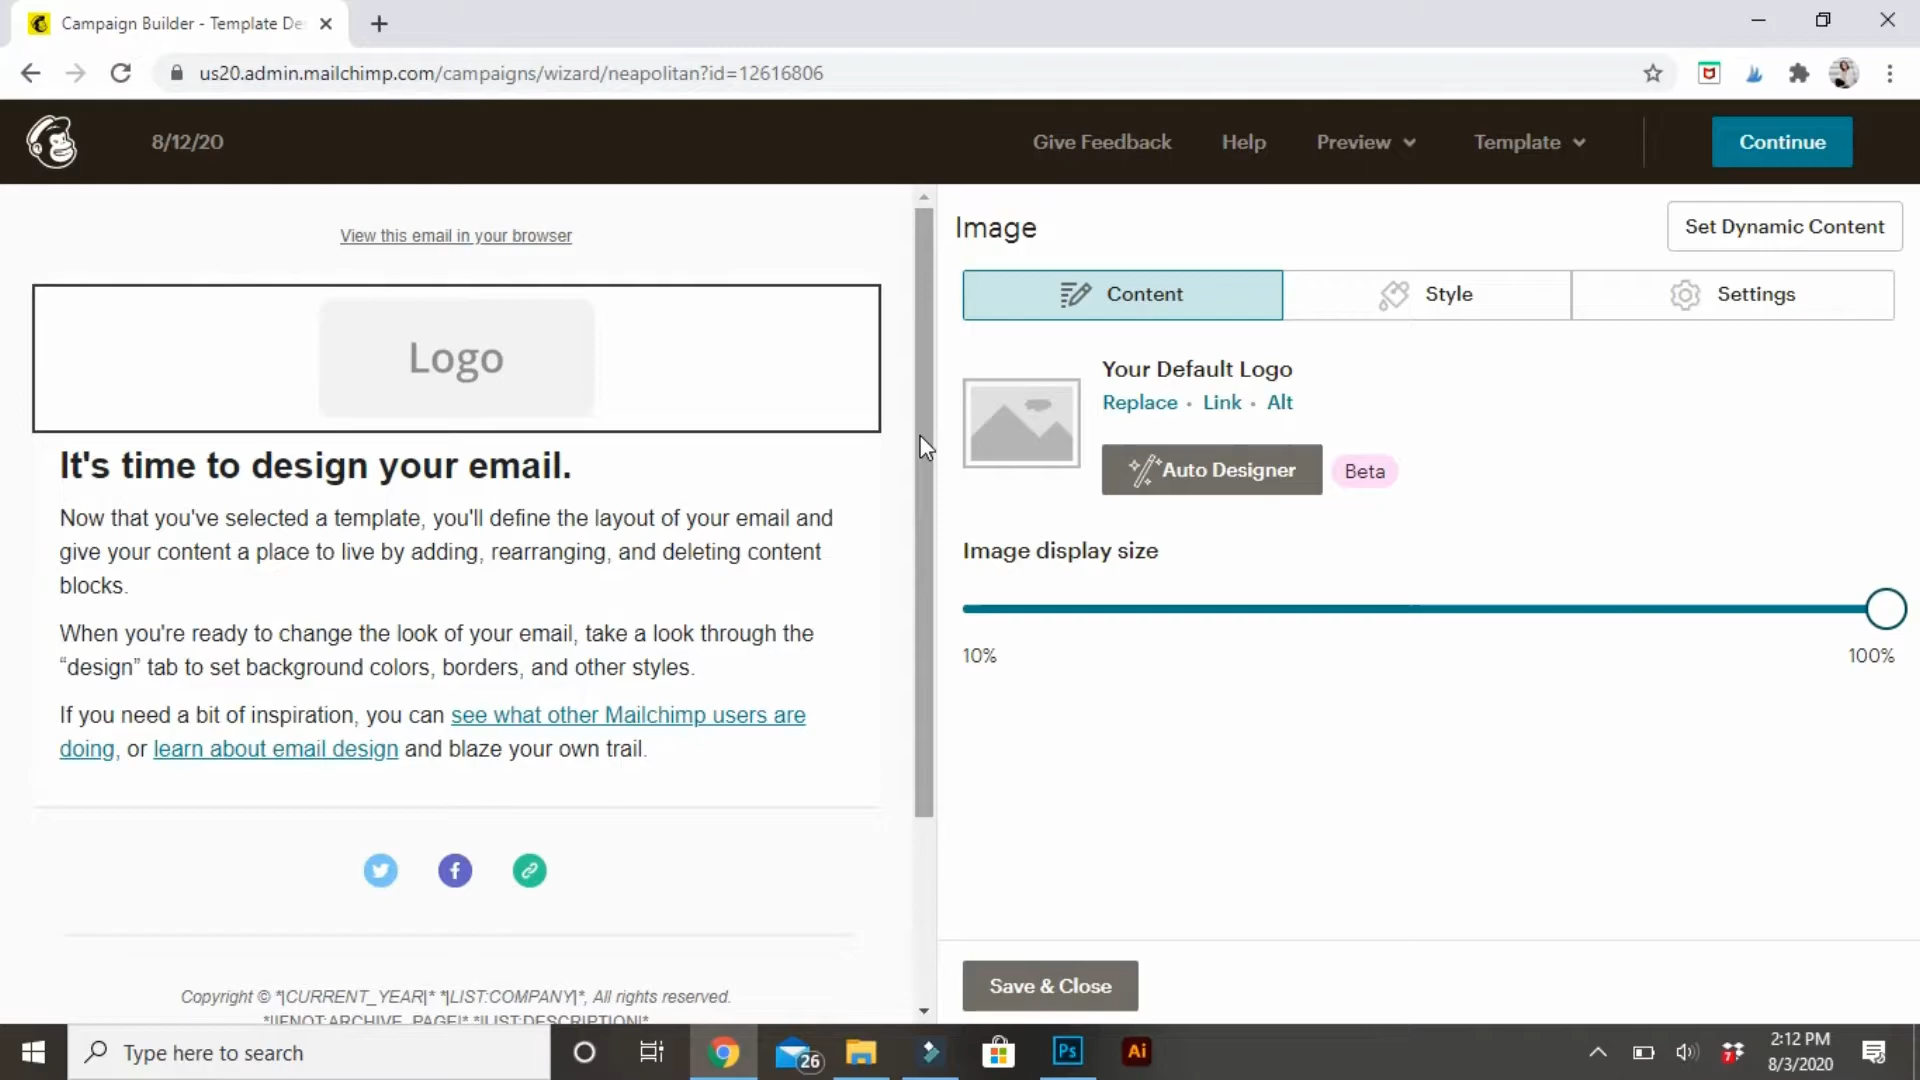 Campaign Builder - Template De
us20.admin.mailchimp.com/campaigns/wizard/neapolitan?id=12616806
8/12/20
Give Feedback
Help
Preview
Template
Continue
View this email in your browser
Logo
It's time to design your email.
Now that you've selected a template, you'll define the layout of your email and
give your content a place to live by adding, rearranging, and deleting content
blocks.
When you're ready to change the look of your email, take a look through the
“design” tab to set background colors, borders, and other styles.
If you need a bit of inspiration, you can see what other Mailchimp users are
doing, or learn about email design and blaze your own trail.
Copyright © *|CURRENT_YEAR|* *|LIST:COMPANY|*, All rights reserved.
*|IFNOT:ARCHIVE_PAGE|* *|LIST:DESCRIPTION|*
Image
Set Dynamic Content
Content
Style
Settings
Your Default Logo
Replace • Link • Alt
Auto Designer
Beta
Image display size
10%
100%
Save & Close
Type here to search
26
Ps
Ai
7
2:12 PM
8/3/2020